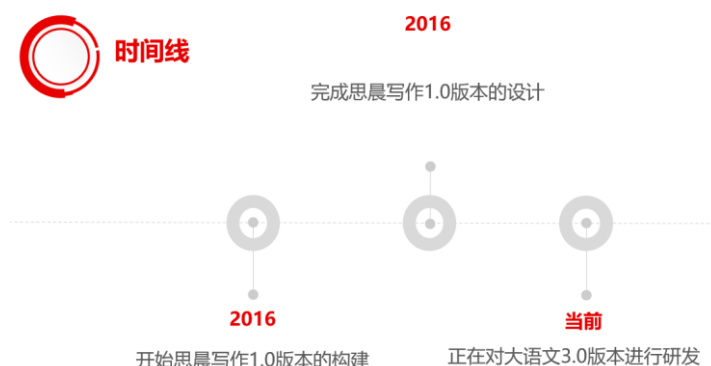 时间线
2016
完成思晨写作1.0版本的设计
2016
开始思晨写作1.0版本的构建
当前
正在对大语文3.0版本进行研发